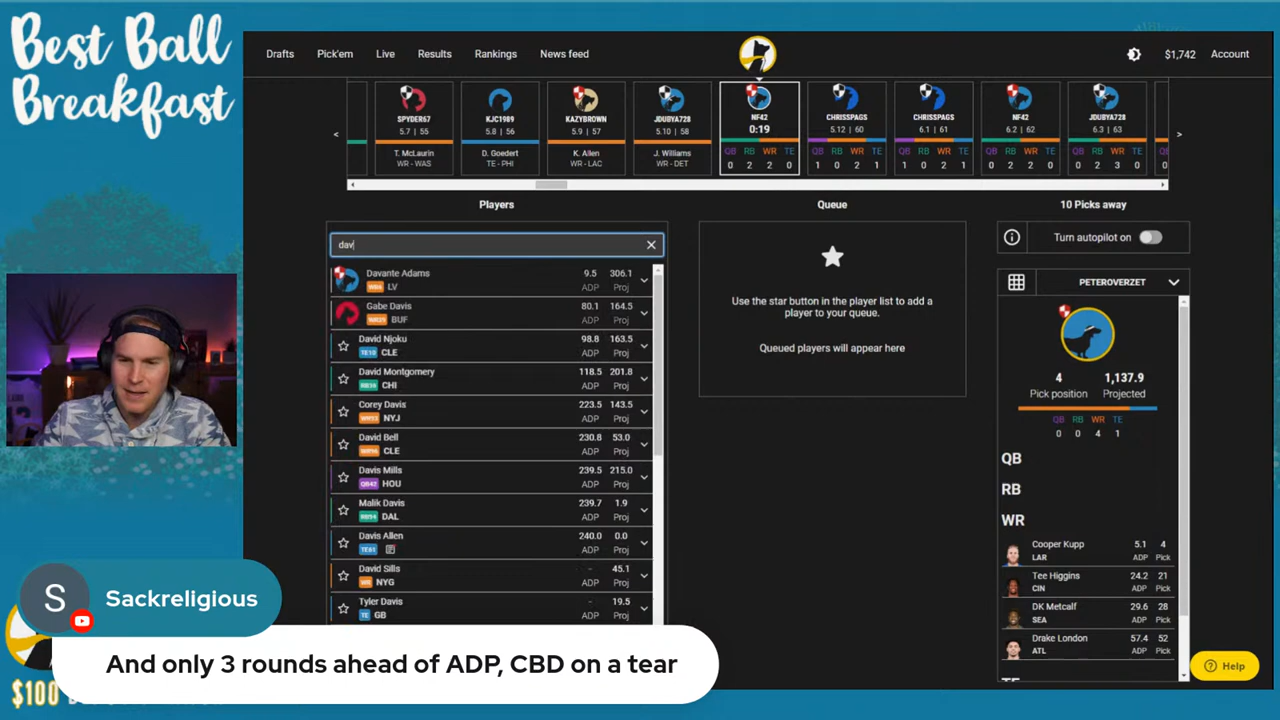 Best Ball
Breakfast
Drafts
Pick'em
Live
Results
Rankings
News feed
$1,742
Account
SPYDER67
5.7 | 55
T. McLaurin
WR - WAS
KJC1989
5.8 | 56
D. Goedert
TE - PHI
KAZYBROWN
5.9 | 57
K. Allen
WR - LAC
JDUBYA728
5.10 | 58
J. Williams
WR - DET
NF42
0:19
QB RB WR TE
0 2 2 0
CHRISSPAGS
5.12 | 60
QB RB WR TE
1 0 2 1
CHRISSPAGS
6.1 | 61
QB RB WR TE
1 0 2 1
NF42
6.2 | 62
QB RB WR TE
0 2 2 0
JDUBYA728
6.3 | 63
QB RB WR TE
0 2 3 0
Players
Queue
10 Picks away
dav
Davante Adams 9.5 306.1
LV ADP Proj
Gabe Davis 80.1 164.5
BUF ADP Proj
David Njoku 98.8 163.5
TE10 CLE ADP Proj
David Montgomery 118.5 201.8
CHI ADP Proj
Corey Davis 223.5 143.5
NYJ ADP Proj
David Bell 230.8 53.0
CLE ADP Proj
Davis Mills 239.5 215.0
HOU ADP Proj
Malik Davis 239.7 1.9
DAL ADP Proj
Davis Allen 240.0 0.0
ADP Proj
David Sills - 45.1
WR NYG ADP Proj
Tyler Davis - 19.5
TE GB ADP Proj
Use the star button in the player list to add a
player to your queue.
Queued players will appear here
Turn autopilot on
PETEROVERZET
4 1,137.9
Pick position Projected
QB RB WR TE
0 0 4 1
QB
RB
WR
Cooper Kupp 5.1 4
LAR ADP Pick
Tee Higgins 24.2 21
CIN ADP Pick
DK Metcalf 29.6 28
SEA ADP Pick
Drake London 57.4 52
ATL ADP Pick
Help
S
Sackreligious
And only 3 rounds ahead of ADP, CBD on a tear
$100